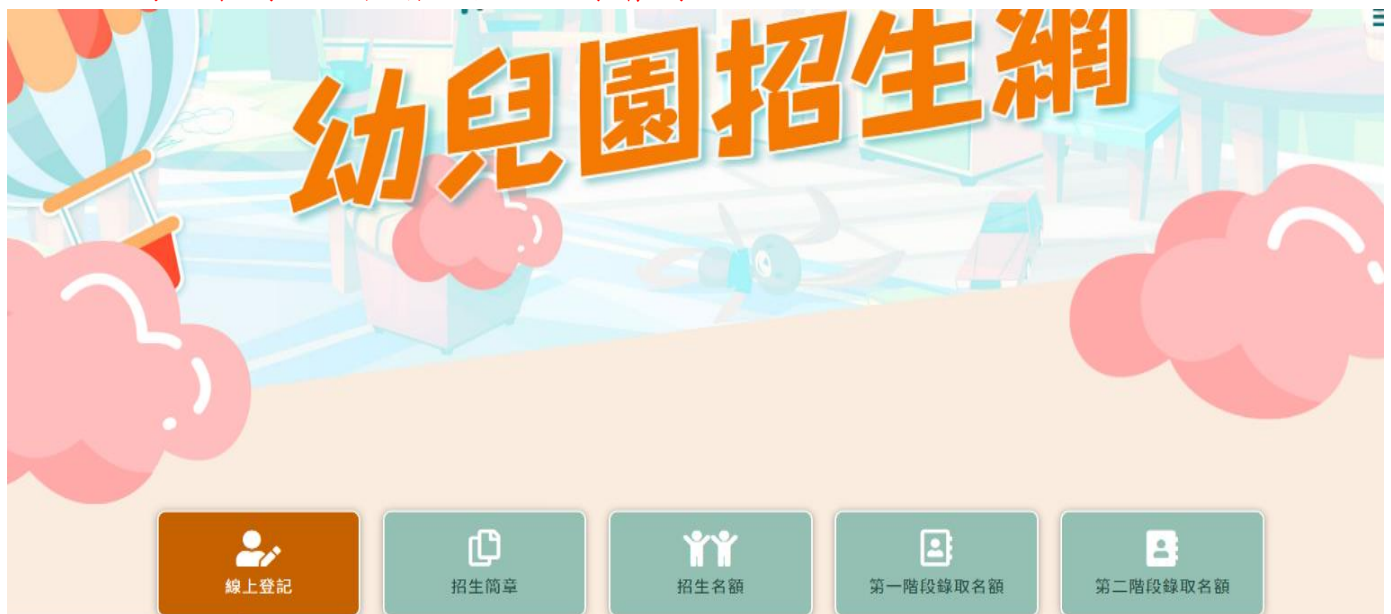 幼兒園招生網
線上登記
招生簡章
招生名額
第一階段錄取名額
第二階段錄取名額